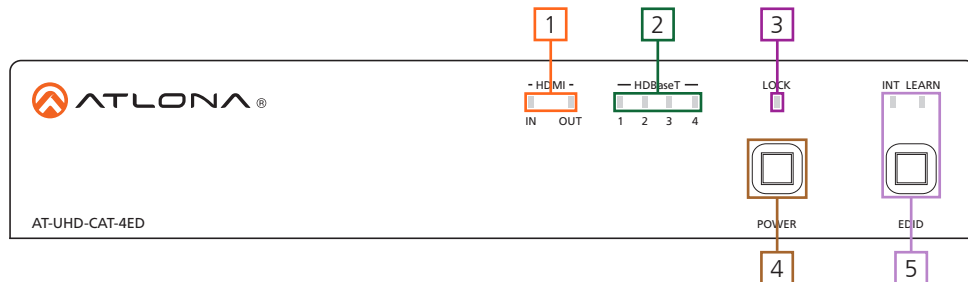 1 2 3
- HDMI - — HDBaseT — LOCK INT LEARN
ATLONA ®
IN OUT 1 2 3 4
AT-UHD-CAT-4ED POWER EDID
4 5